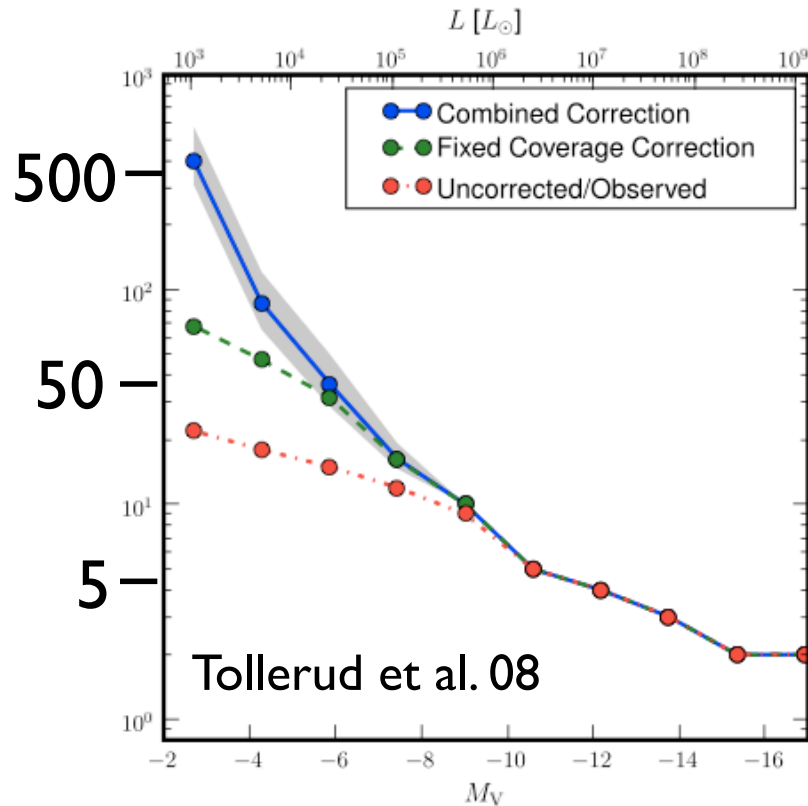 L [L⊙]
10³ 10⁴ 10⁵ 10⁶ 10⁷ 10⁸ 10⁹
10³
Combined Correction
Fixed Coverage Correction
Uncorrected/Observed
500
10²
50
10¹
5
Tollerud et al. 08
10⁰
−2 −4 −6 −8 −10 −12 −14 −16
M_V